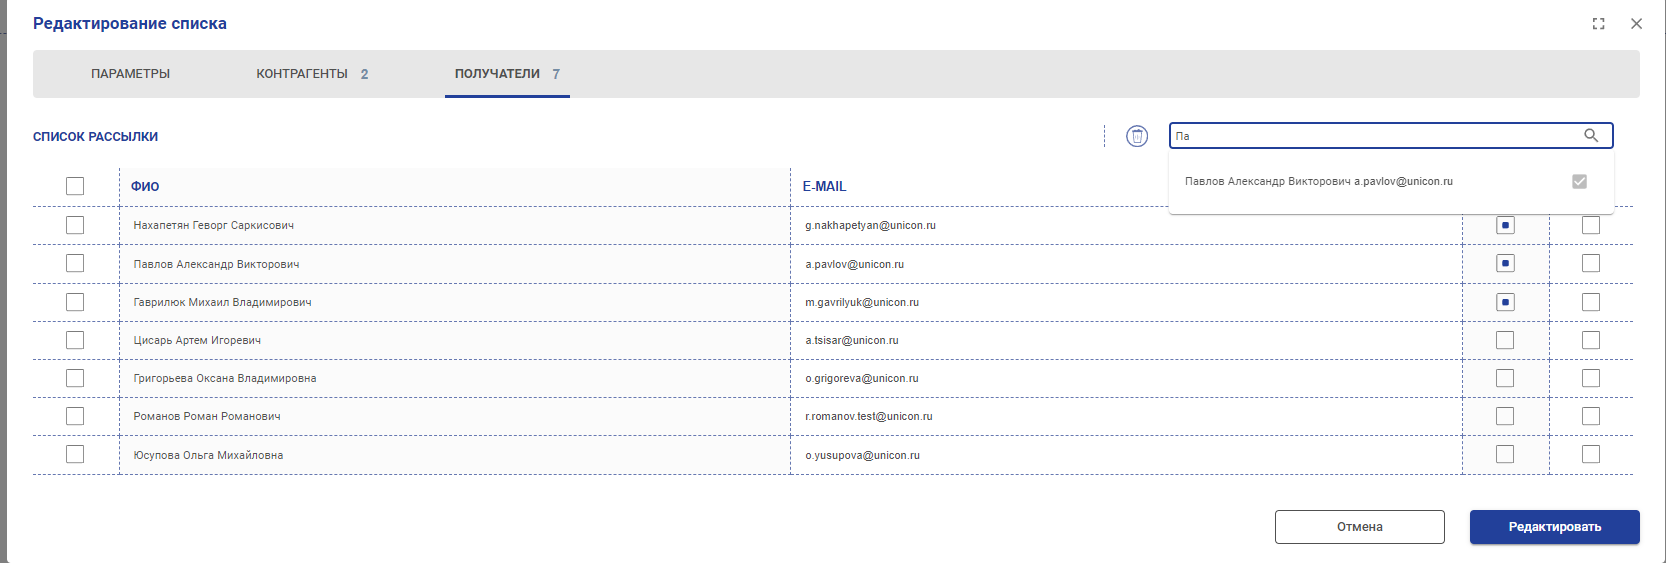 Редактирование списка
ПАРАМЕТРЫ КОНТРАГЕНТЫ 2 ПОЛУЧАТЕЛИ 7
СПИСОК РАССЫЛКИ Па
Павлов Александр Викторович a.pavlov@unicon.ru
ФИО E-MAIL
Нахапетян Геворг Саркисович g.nakhapetyan@unicon.ru
Павлов Александр Викторович a.pavlov@unicon.ru
Гаврилюк Михаил Владимирович m.gavrilyuk@unicon.ru
Цисарь Артем Игоревич a.tsisar@unicon.ru
Григорьева Оксана Владимировна o.grigoreva@unicon.ru
Романов Роман Романович r.romanov.test@unicon.ru
Юсупова Ольга Михайловна o.yusupova@unicon.ru
Отмена Редактировать